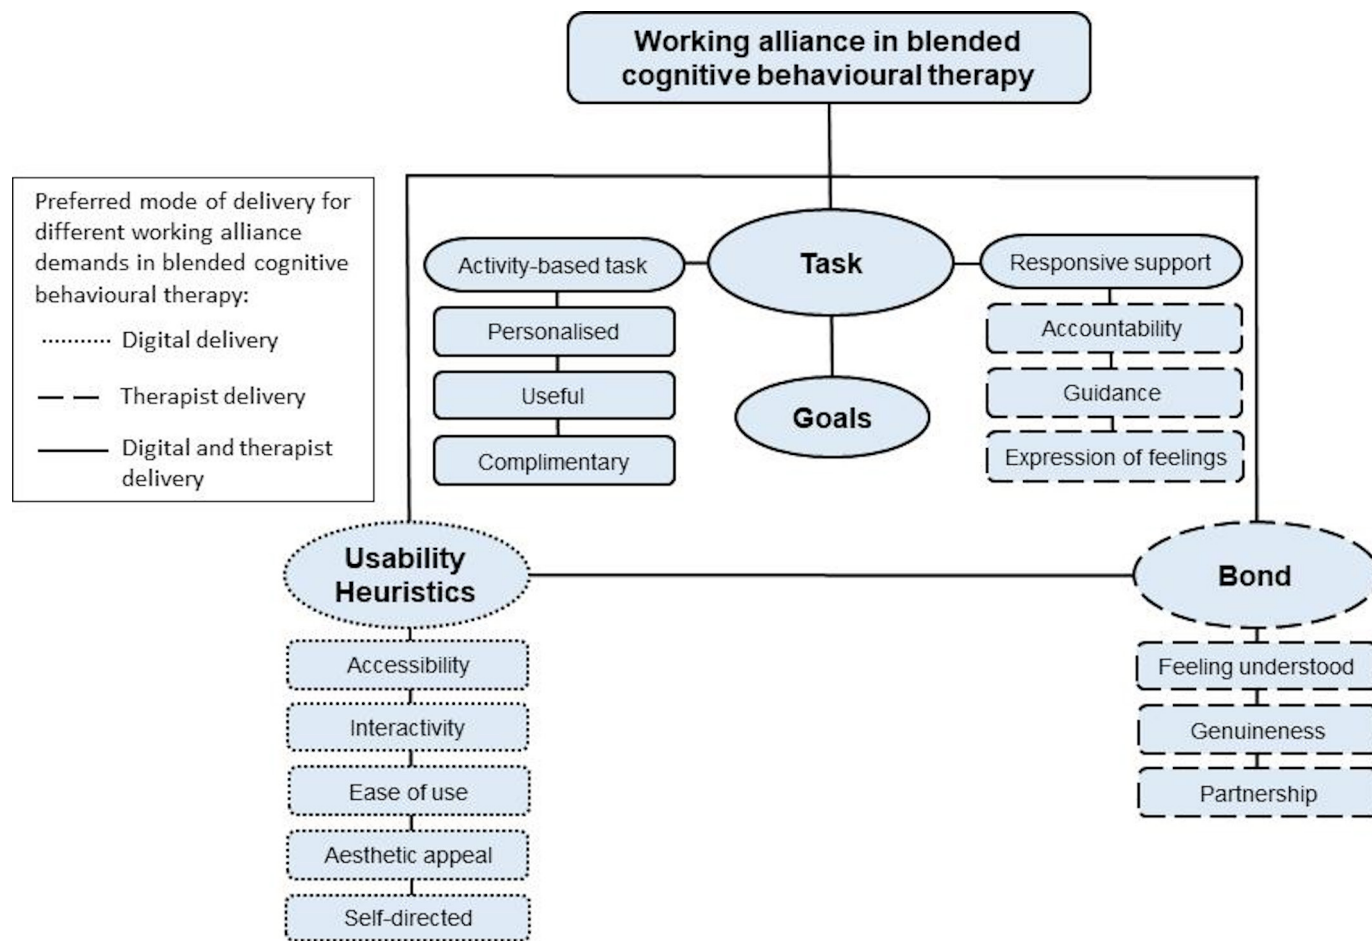 Working alliance in blended
cognitive behavioural therapy
Preferred mode of delivery for
different working alliance
demands in blended cognitive
behavioural therapy:
Digital delivery
Therapist delivery
Digital and therapist
delivery
Activity-based task
Task
Responsive support
Personalised
Useful
Complimentary
Goals
Accountability
Guidance
Expression of feelings
Usability
Heuristics
Accessibility
Interactivity
Ease of use
Aesthetic appeal
Self-directed
Bond
Feeling understood
Genuineness
Partnership